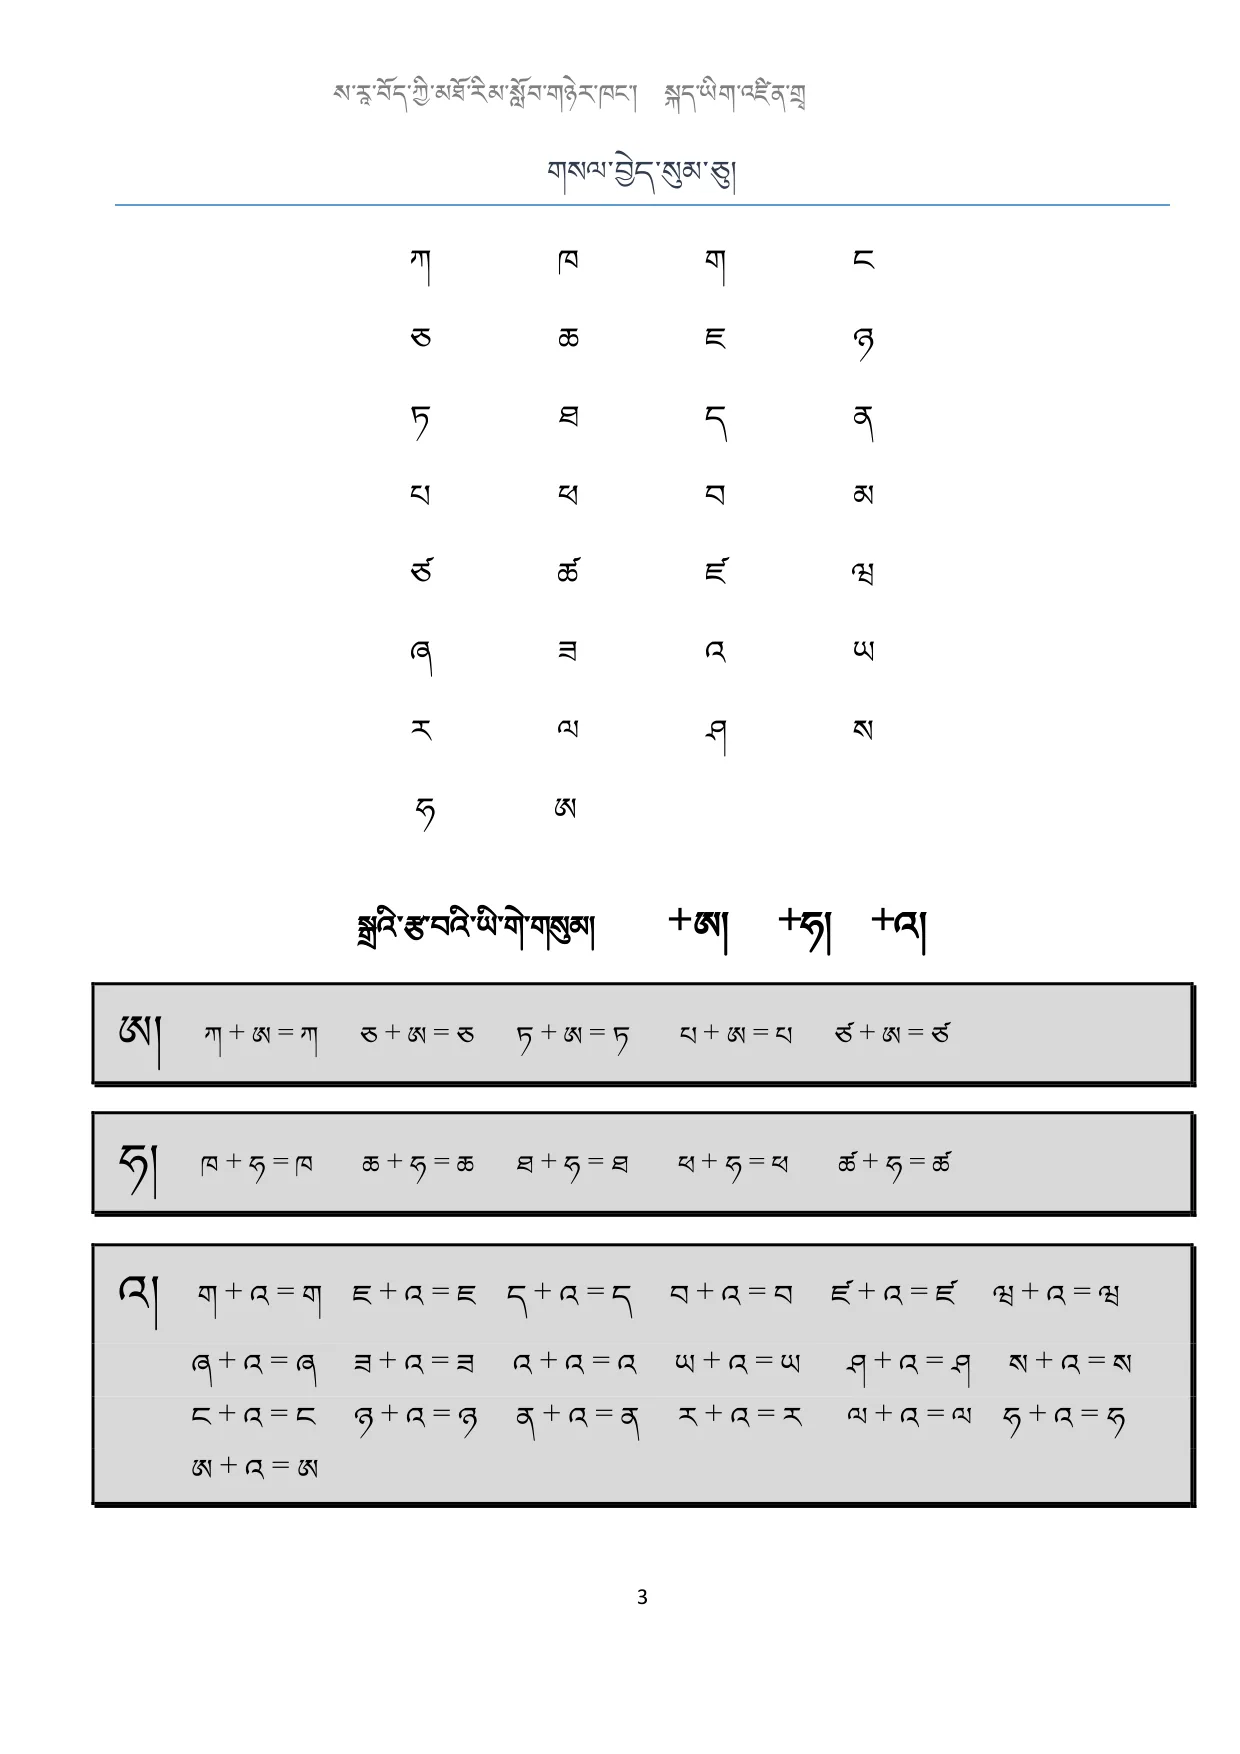 ས་རཱ་བོད་ཀྱི་མཐོ་རིམ་སློབ་གཉེར་ཁང་། སྐད་ཡིག་འཛིན་གྲྭ
གསལ་བྱེད་སུམ་ཅུ།
ཀ ཁ ག ང
ཅ ཆ ཇ ཉ
ཏ ཐ ད ན
པ ཕ བ མ
ཙ ཚ ཛ ཝ
ཞ ཟ འ ཡ
ར ལ ཤ ས
ཧ ཨ
སྒྲའི་རྩ་བའི་ཡི་གེ་གསུམ། +ཨ། +ཧ། +འ།
ཨ། ཀ + ཨ = ཀ ཅ + ཨ = ཅ ཏ + ཨ = ཏ པ + ཨ = པ ཙ + ཨ = ཙ
ཧ། ཁ + ཧ = ཁ ཆ + ཧ = ཆ ཐ + ཧ = ཐ ཕ + ཧ = ཕ ཚ + ཧ = ཚ
འ། ག + འ = ག ཇ + འ = ཇ ད + འ = ད བ + འ = བ ཛ + འ = ཛ ཝ + འ = ཝ
ཞ + འ = ཞ ཟ + འ = ཟ འ + འ = འ ཡ + འ = ཡ ཤ + འ = ཤ ས + འ = ས
ང + འ = ང ཉ + འ = ཉ ན + འ = ན ར + འ = ར ལ + འ = ལ ཧ + འ = ཧ
ཨ + འ = ཨ
3